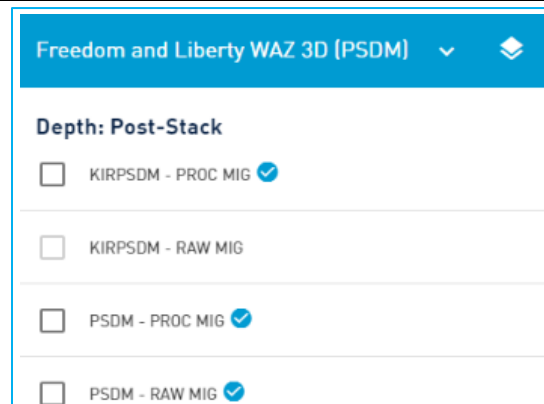 Freedom and Liberty WAZ 3D (PSDM)
Depth: Post-Stack
KIRPSDM - PROC MIG
KIRPSDM - RAW MIG
PSDM - PROC MIG
PSDM - RAW MIG